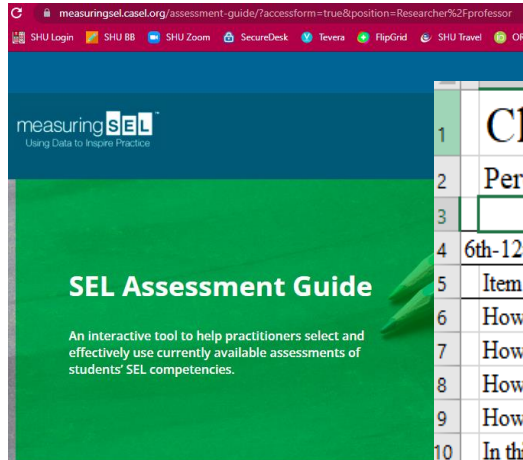 measuringsel.casel.org/assessment-guide/?accessform=true&position=Researcher%2Fprofessor
SHU Login SHU BB SHU Zoom SecureDesk Tevera FlipGrid SHU Travel
measuring SEL™
Using Data to Inspire Practice
SEL Assessment Guide
An interactive tool to help practitioners select and
effectively use currently available assessments of
students' SEL competencies.
1
2 Per
3
4 6th-12
5 Item
6 How
7 How
8 How
9 How
10 In thi